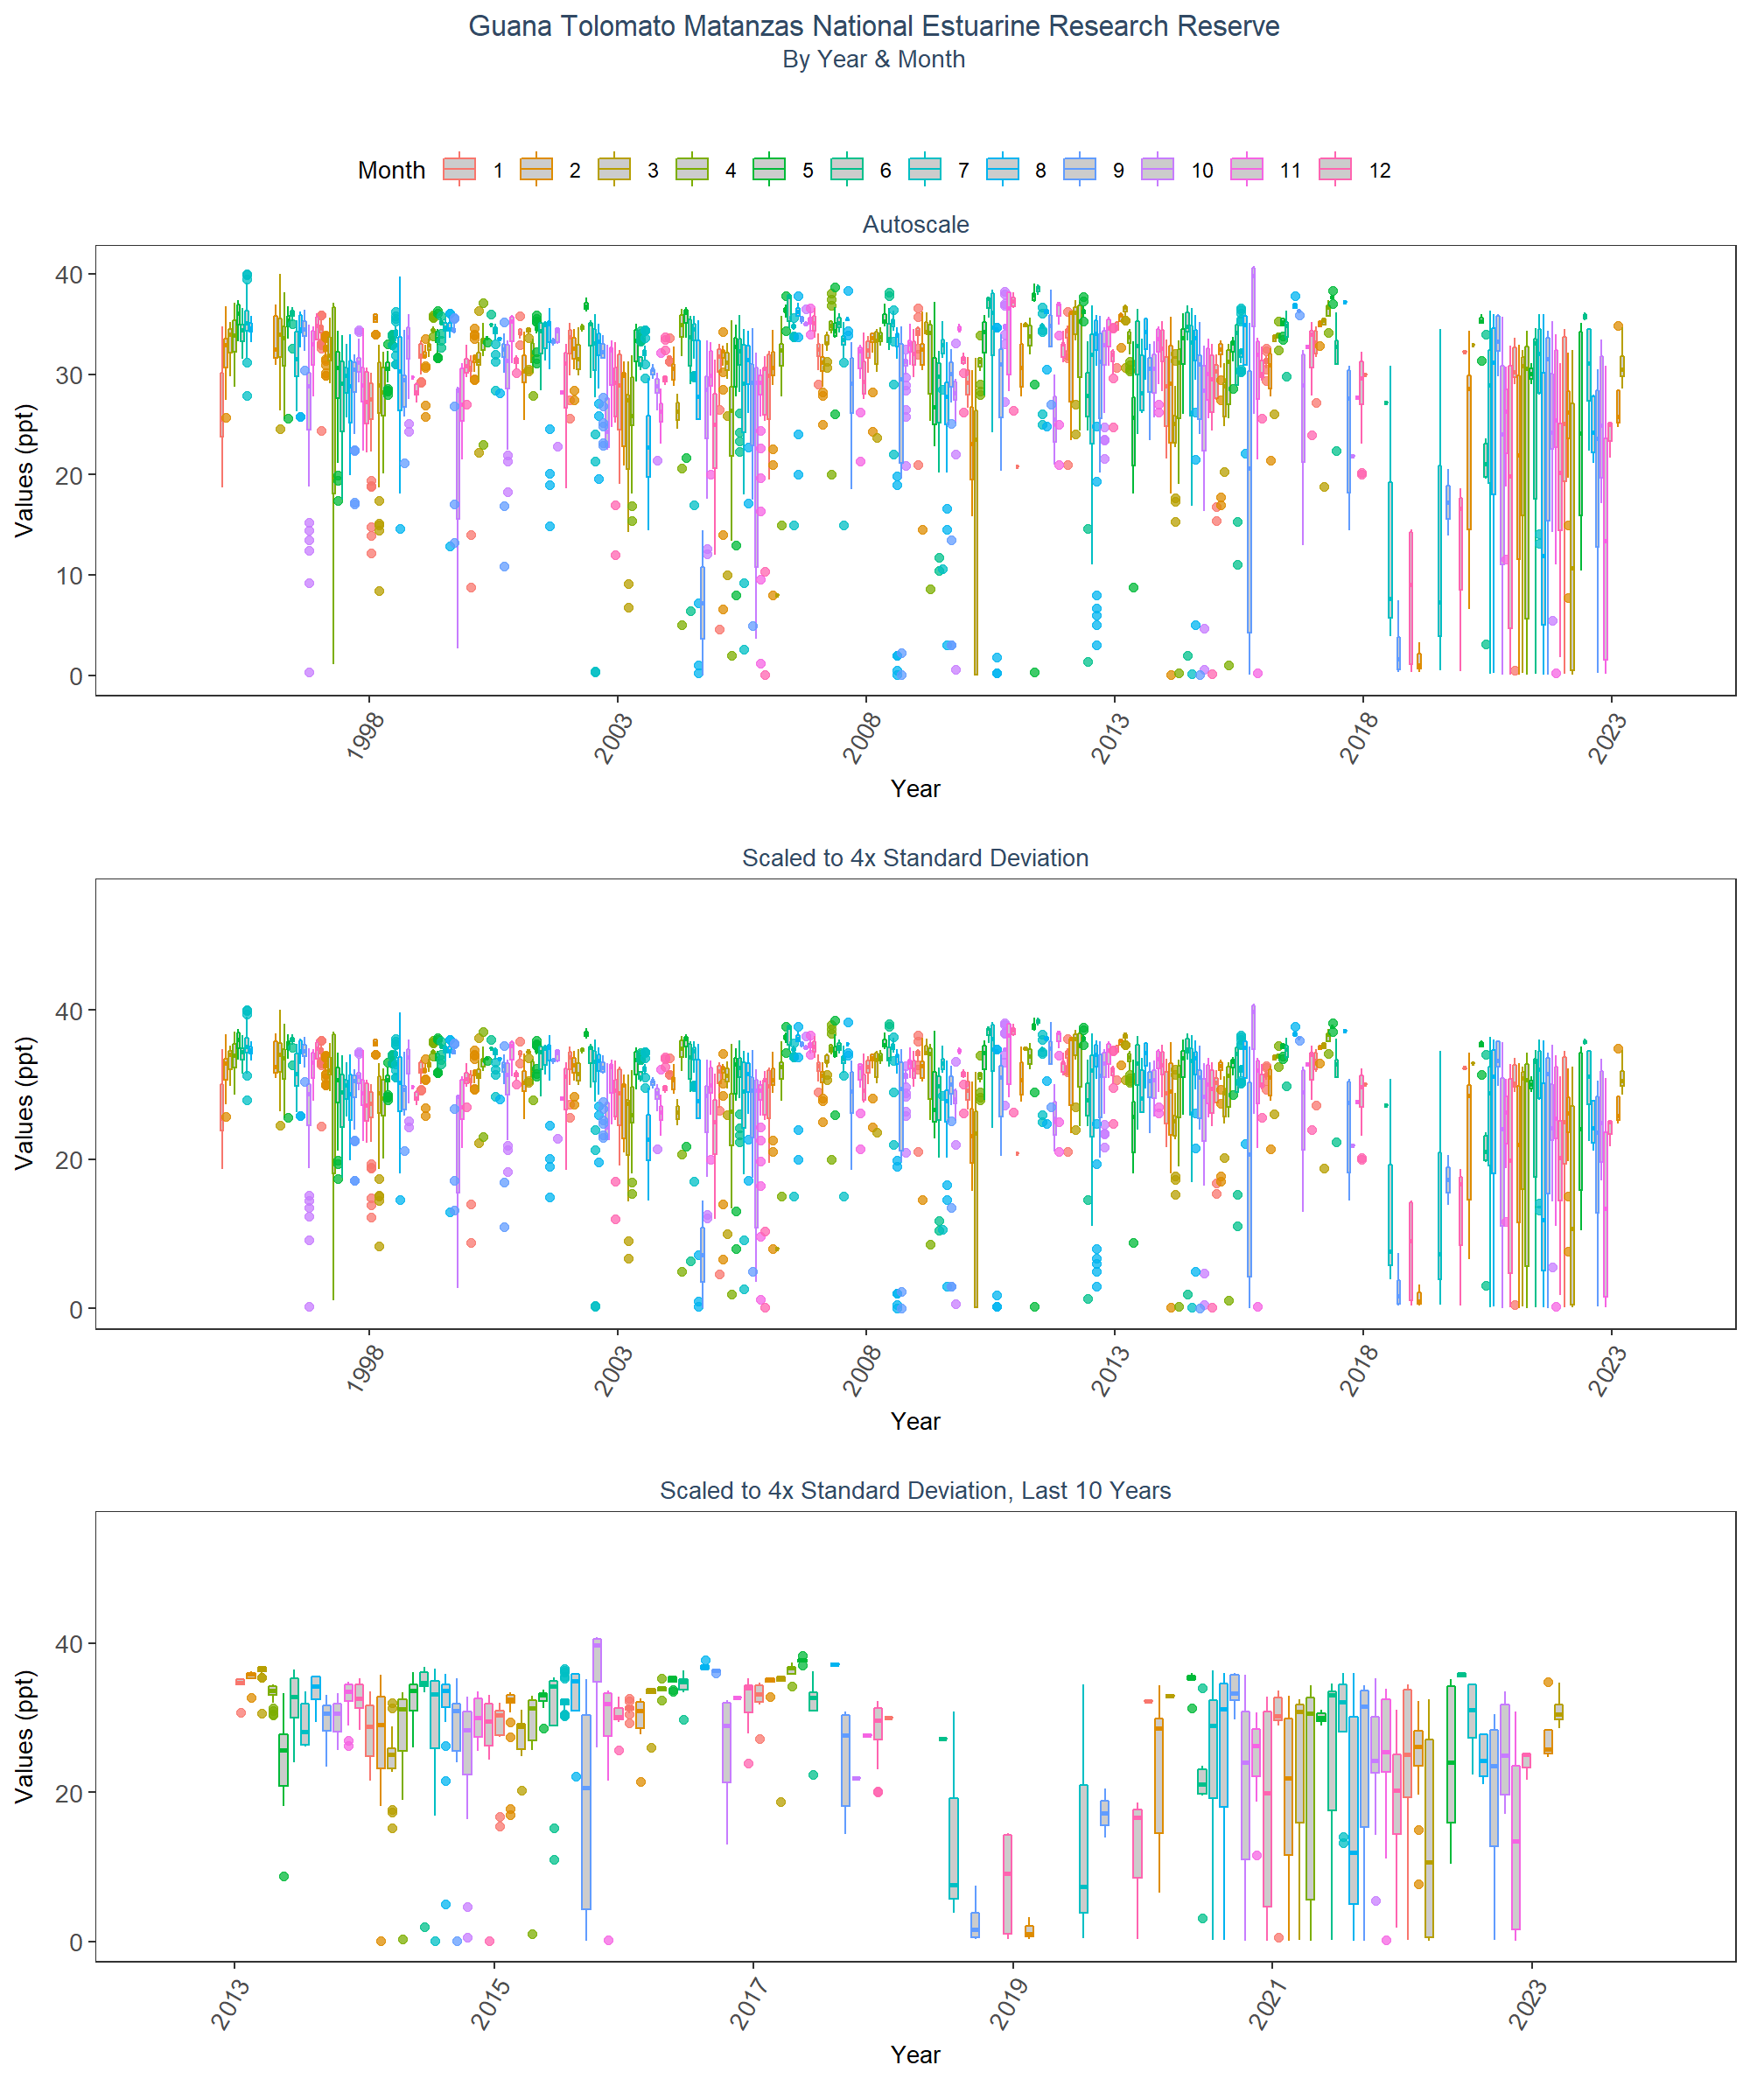 Guana Tolomato Matanzas National Estuarine Research Reserve
By Year & Month
Month 1 2 3 4 5 6 7 8 9 10 11 12
Autoscale
Values (ppt)
40
30
20
10
0
1998 2003 2008 2013 2018 2023
Year
Scaled to 4x Standard Deviation
Values (ppt)
40
20
0
1998 2003 2008 2013 2018 2023
Year
Scaled to 4x Standard Deviation, Last 10 Years
Values (ppt)
40
20
0
2013 2015 2017 2019 2021 2023
Year